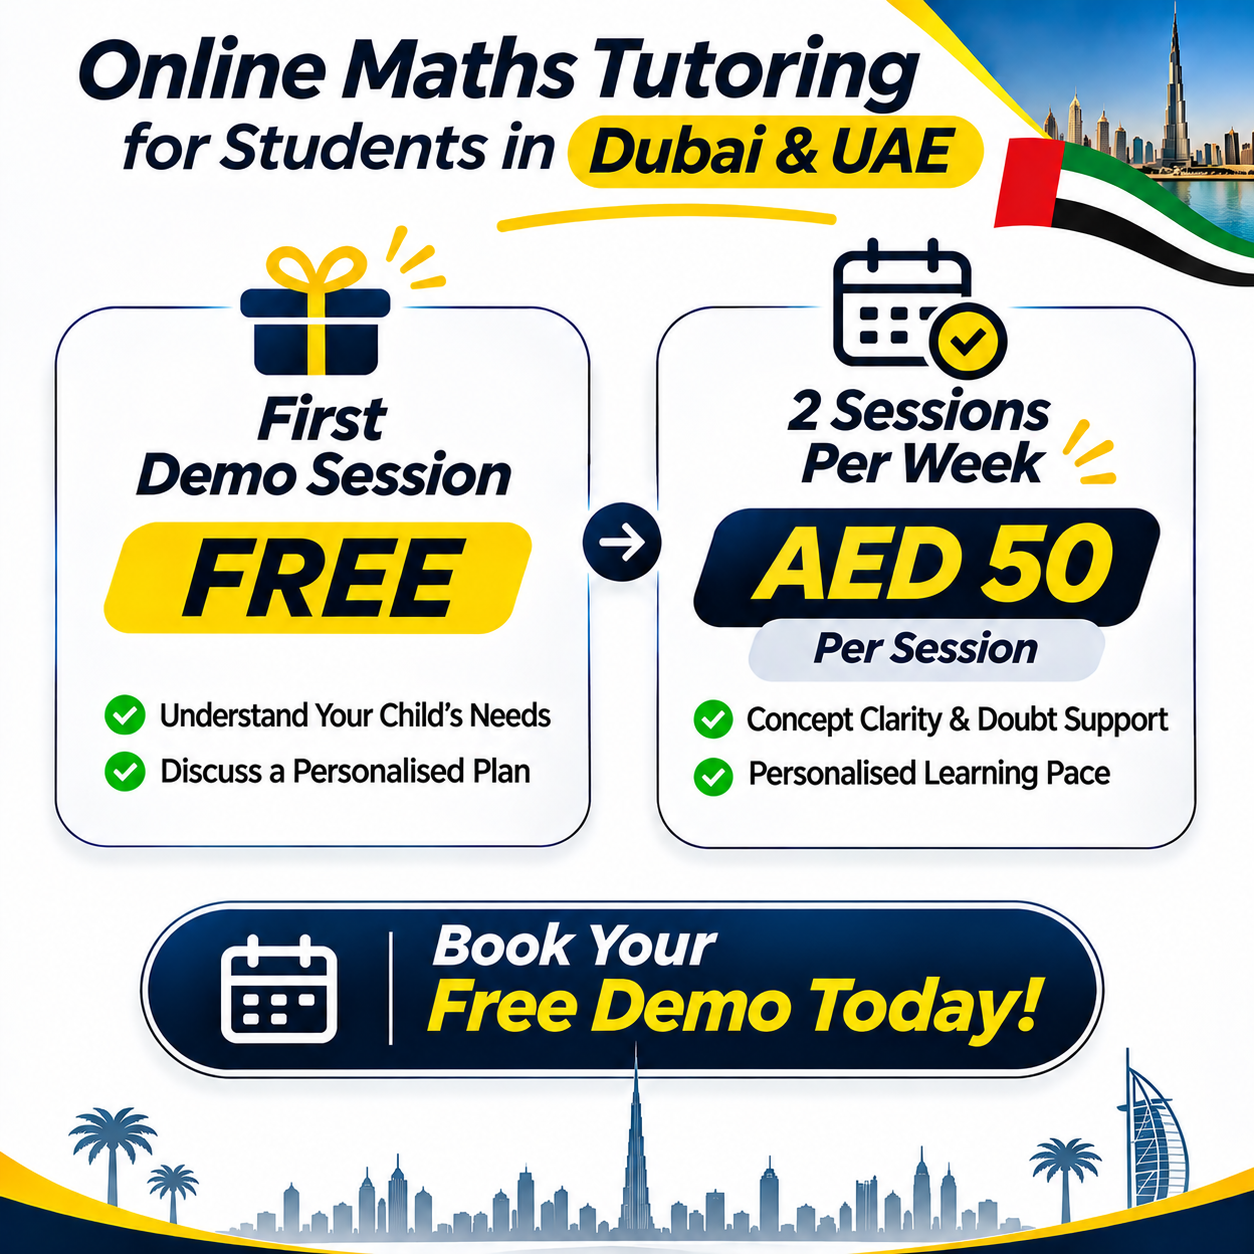 Online Maths Tutoring
for Students in Dubai & UAE
First
Demo Session
FREE
Understand Your Child's Needs
Discuss a Personalised Plan
2 Sessions
Per Week
AED 50
Per Session
Concept Clarity & Doubt Support
Personalised Learning Pace
Book Your
Free Demo Today!